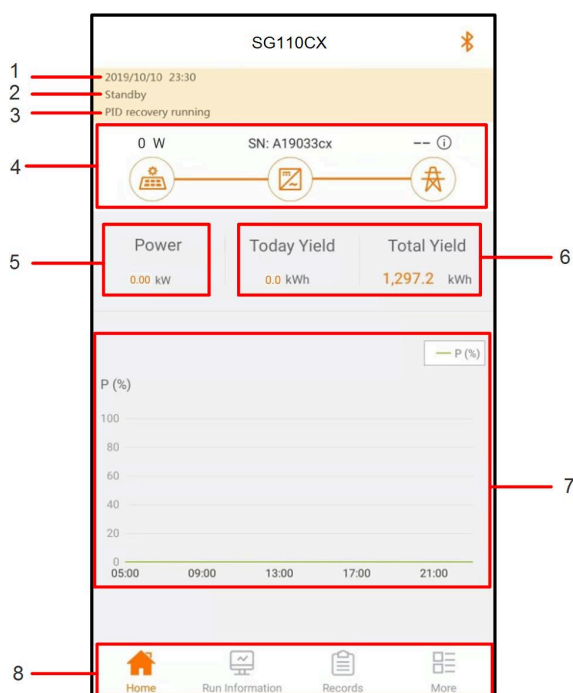 SG110CX
1
2019/10/10 23:30
2
Standby
3
PID recovery running
4
0 W SN: A19033cx --
5
Power Today Yield Total Yield
0.00 kW 0.0 kWh 1,297.2 kWh
6
7
P (%)
P (%)
100
80
60
40
20
0
05:00 09:00 13:00 17:00 21:00
8
Home Run Information Records More